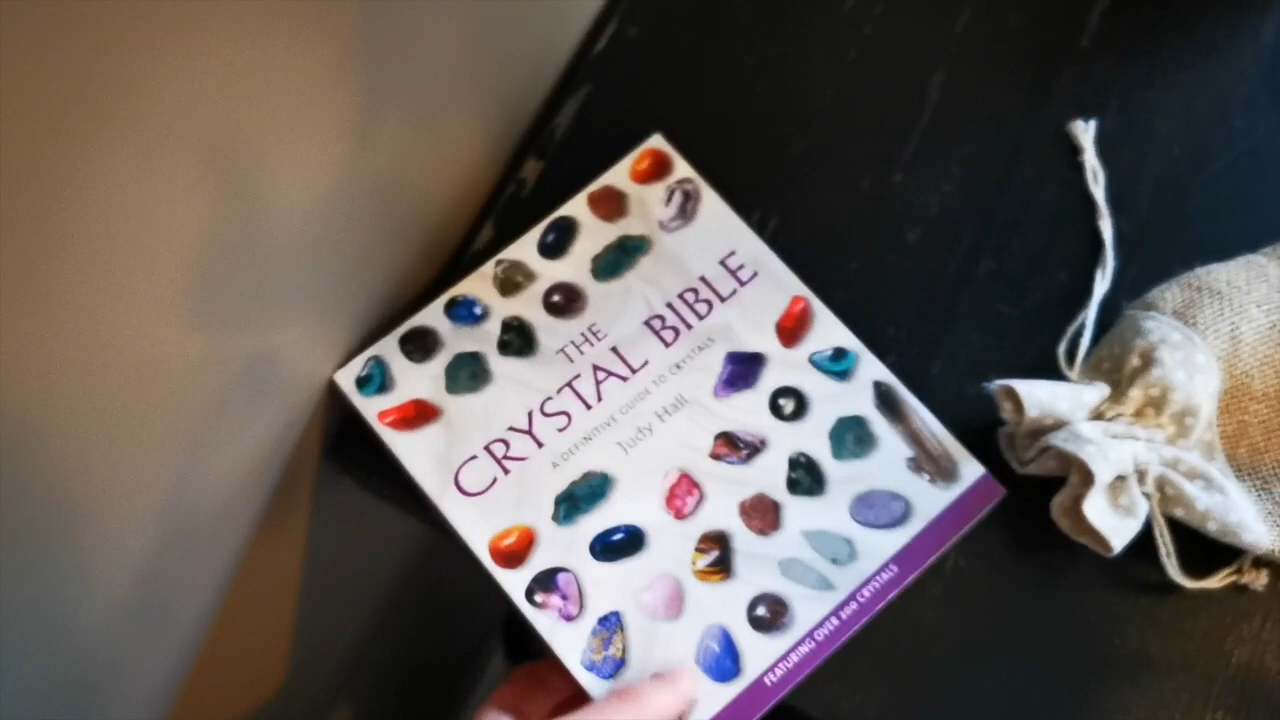 THE
CRYSTAL BIBLE
A DEFINITIVE GUIDE TO CRYSTALS
Judy Hall
FEATURING OVER 200 CRYSTALS